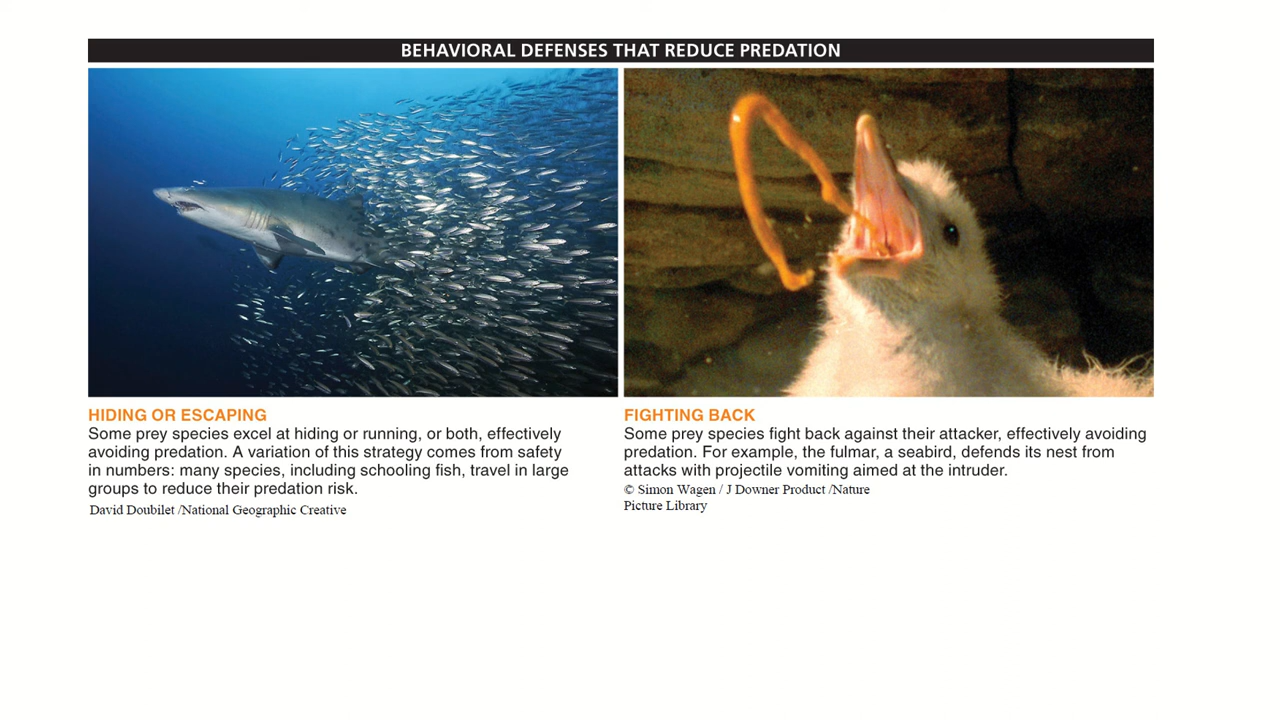 BEHAVIORAL DEFENSES THAT REDUCE PREDATION
HIDING OR ESCAPING
Some prey species excel at hiding or running, or both, effectively
avoiding predation. A variation of this strategy comes from safety
in numbers: many species, including schooling fish, travel in large
groups to reduce their predation risk.
David Doubilet /National Geographic Creative
FIGHTING BACK
Some prey species fight back against their attacker, effectively avoiding
predation. For example, the fulmar, a seabird, defends its nest from
attacks with projectile vomiting aimed at the intruder.
© Simon Wagen / J Downer Product /Nature
Picture Library